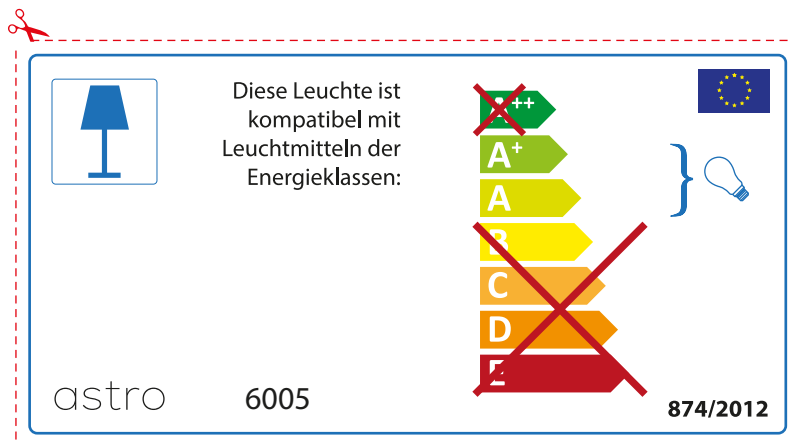 Diese Leuchte ist
kompatibel mit
Leuchtmitteln der
Energieklassen:
A++
A+
A
B
C
D
E
astro
6005
874/2012